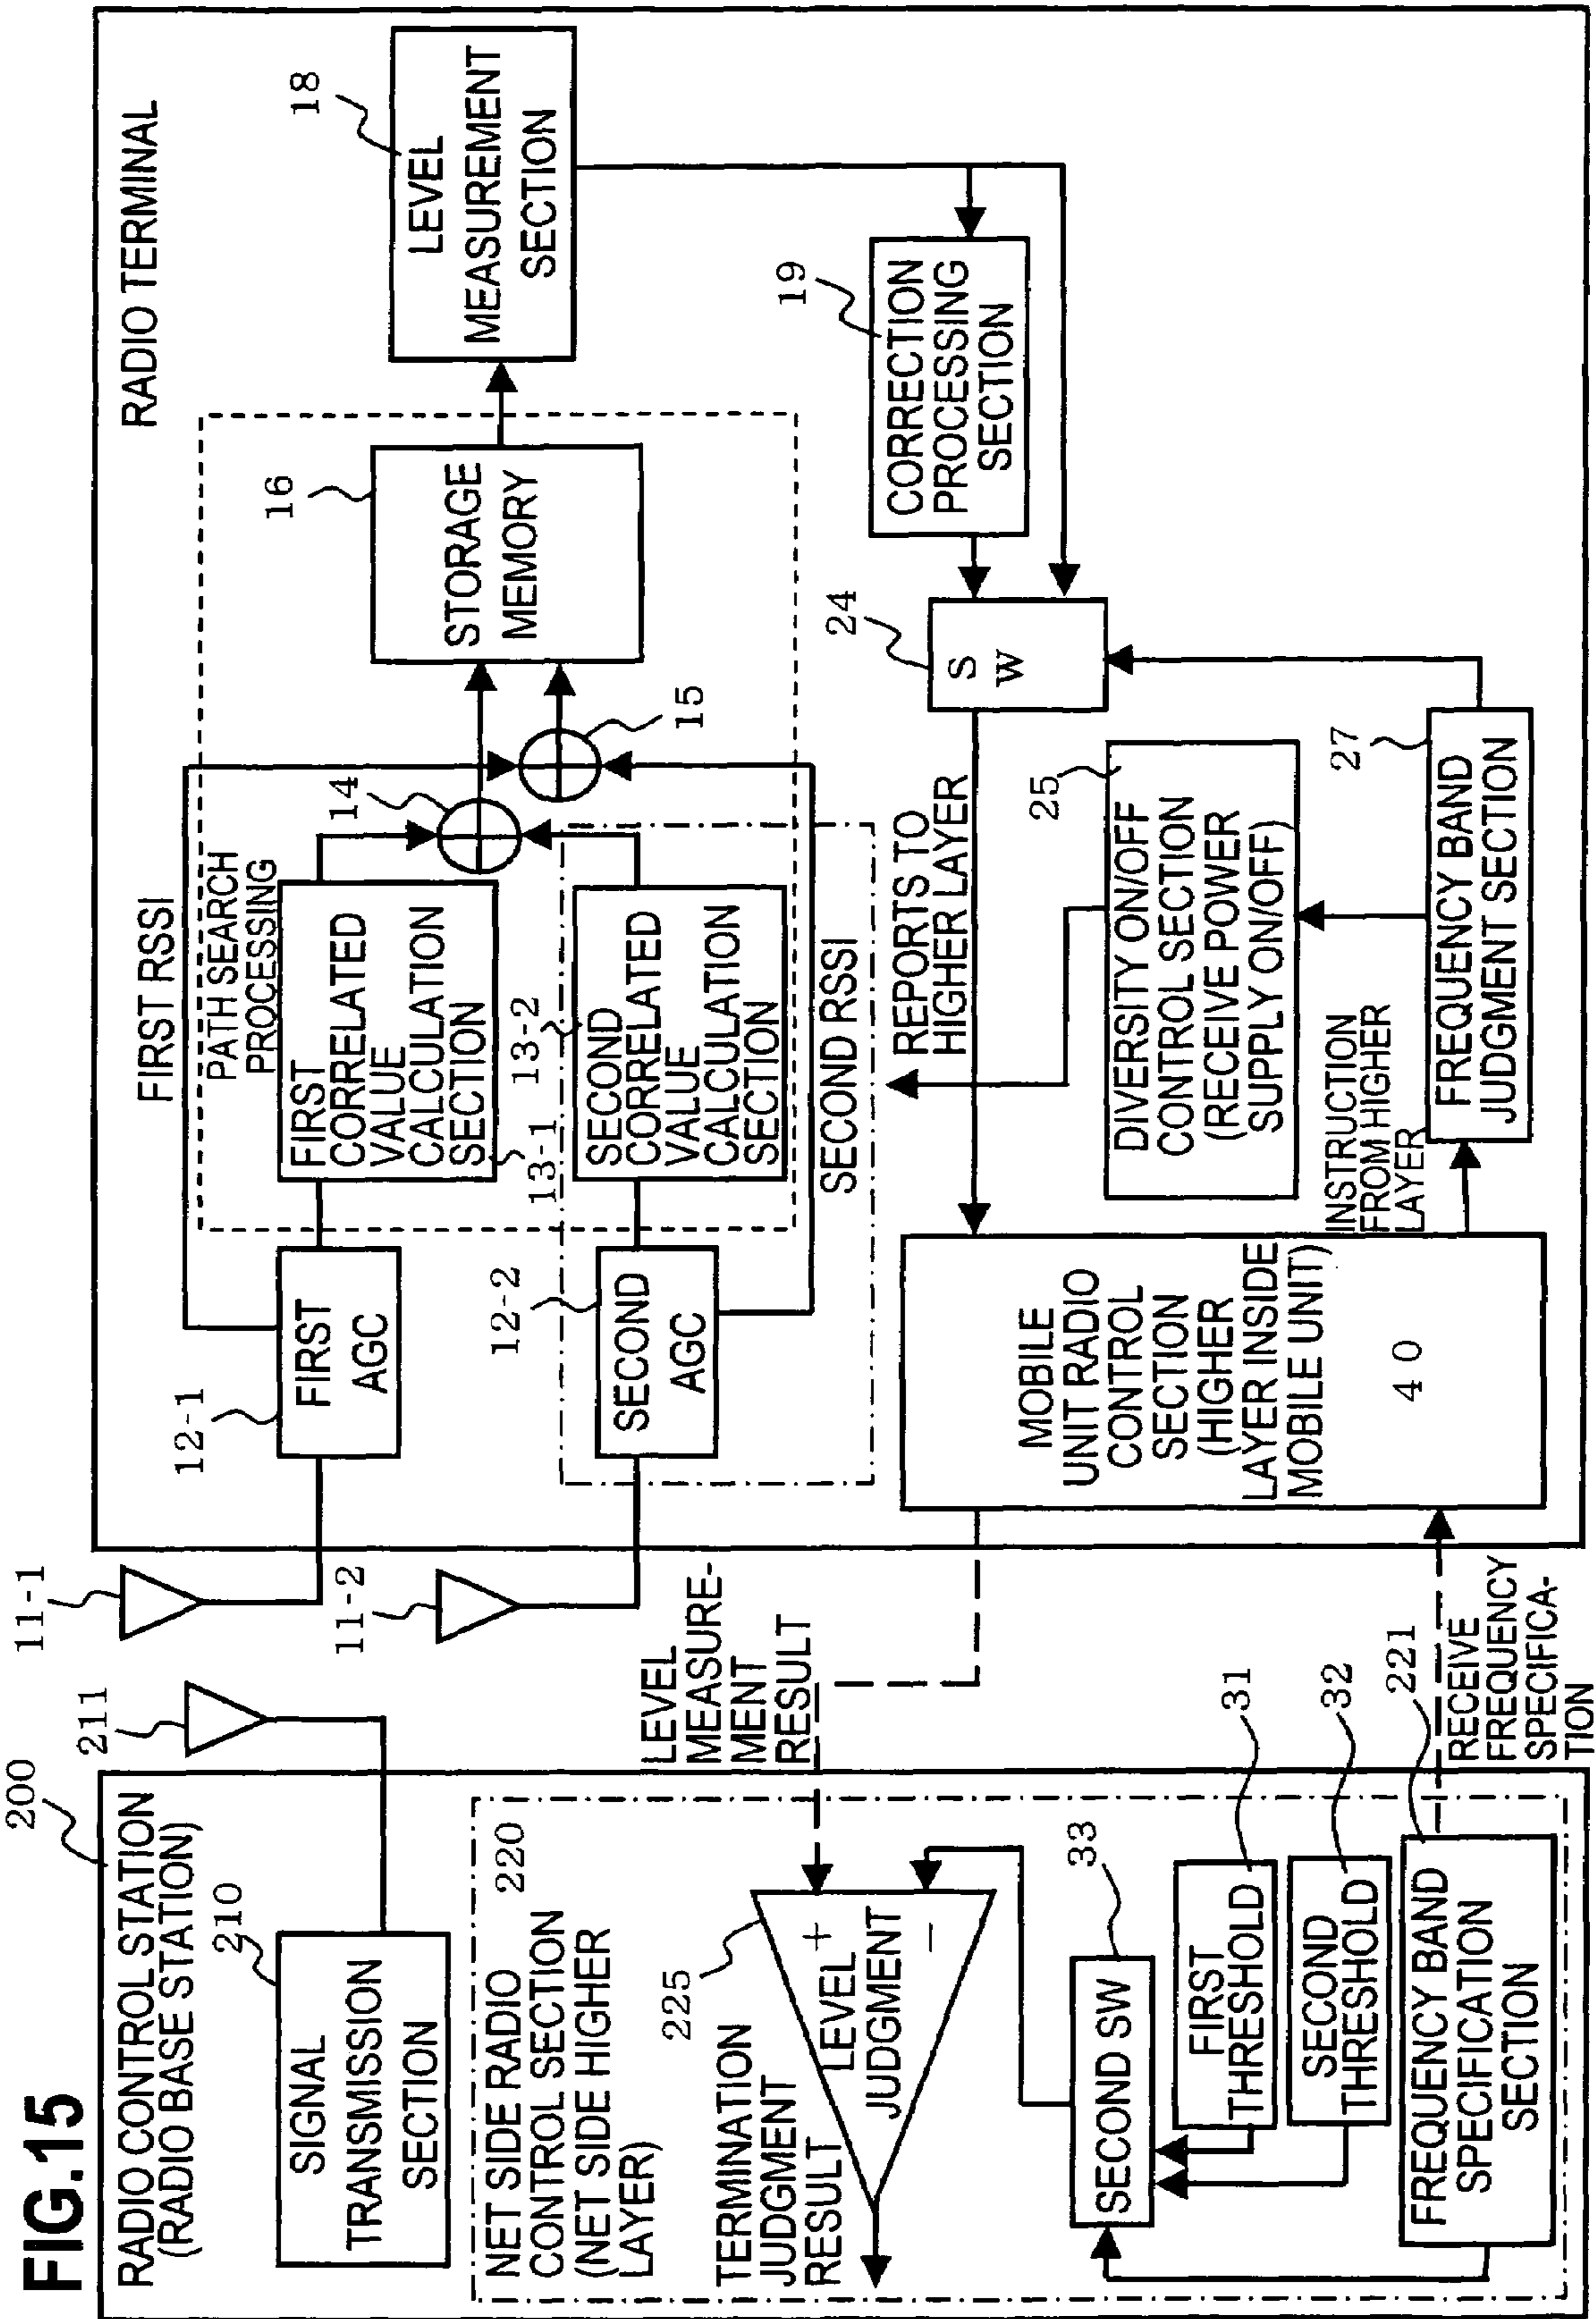 FIG.15
RADIO CONTROL STATION
(RADIO BASE STATION)
200
210
SIGNAL
TRANSMISSION
SECTION
211
NET SIDE RADIO
CONTROL SECTION
(NET SIDE HIGHER
LAYER)
220
TERMINATION
JUDGMENT
RESULT
225
LEVEL
JUDGMENT
+
−
33
SECOND SW
31
FIRST
THRESHOLD
32
SECOND
THRESHOLD
221
FREQUENCY BAND
SPECIFICATION
SECTION
LEVEL
MEASURE-
MENT
RESULT
RECEIVE
FREQUENCY
SPECIFICA-
TION
RADIO TERMINAL
11-1
11-2
12-1
FIRST
AGC
12-2
SECOND
AGC
FIRST RSSI
PATH SEARCH
PROCESSING
FIRST
CORRELATED
VALUE
CALCULATION
SECTION
13-1
13-2
SECOND
CORRELATED
VALUE
CALCULATION
SECTION
SECOND RSSI
14
15
16
STORAGE
MEMORY
18
LEVEL
MEASUREMENT
SECTION
19
CORRECTION
PROCESSING
SECTION
24
S
W
REPORTS TO
HIGHER LAYER
25
DIVERSITY ON/OFF
CONTROL SECTION
(RECEIVE POWER
SUPPLY ON/OFF)
27
FREQUENCY BAND
JUDGMENT SECTION
INSTRUCTION
FROM HIGHER
LAYER
MOBILE
UNIT RADIO
CONTROL
SECTION
(HIGHER
LAYER INSIDE
MOBILE UNIT)
40